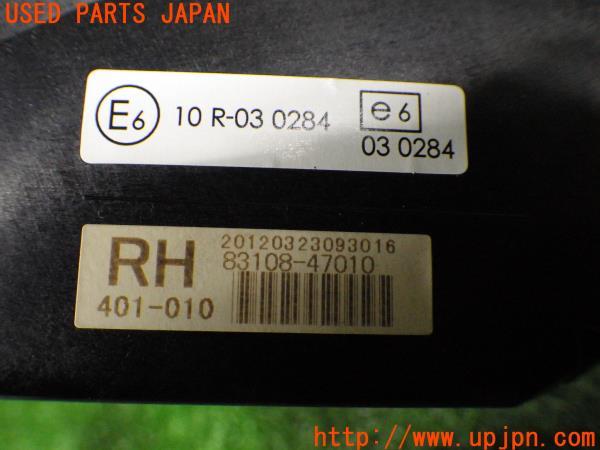 USED PARTS JAPAN
E6 10 R-03 0284 e6
03 0284
RH 20120323093016
83108-47010
401-010
http://www.upjpn.com/